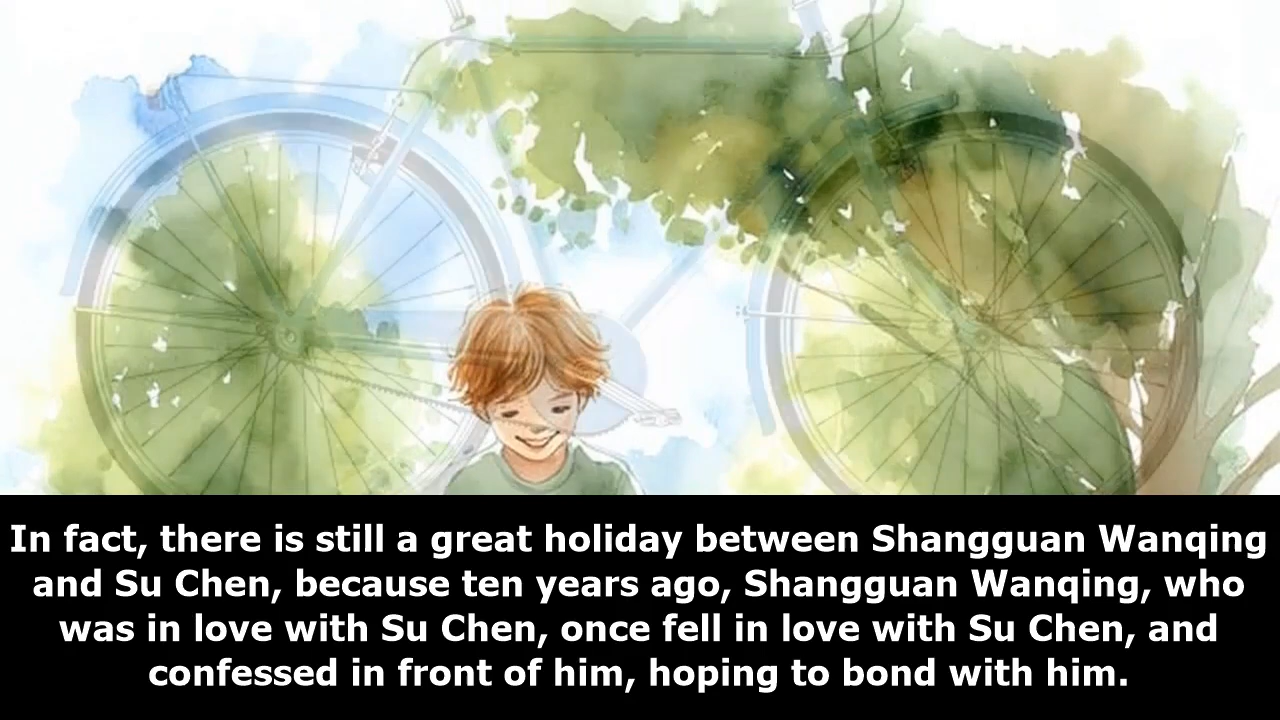 In fact, there is still a great holiday between Shangguan Wanqing
and Su Chen, because ten years ago, Shangguan Wanqing, who
was in love with Su Chen, once fell in love with Su Chen, and
confessed in front of him, hoping to bond with him.